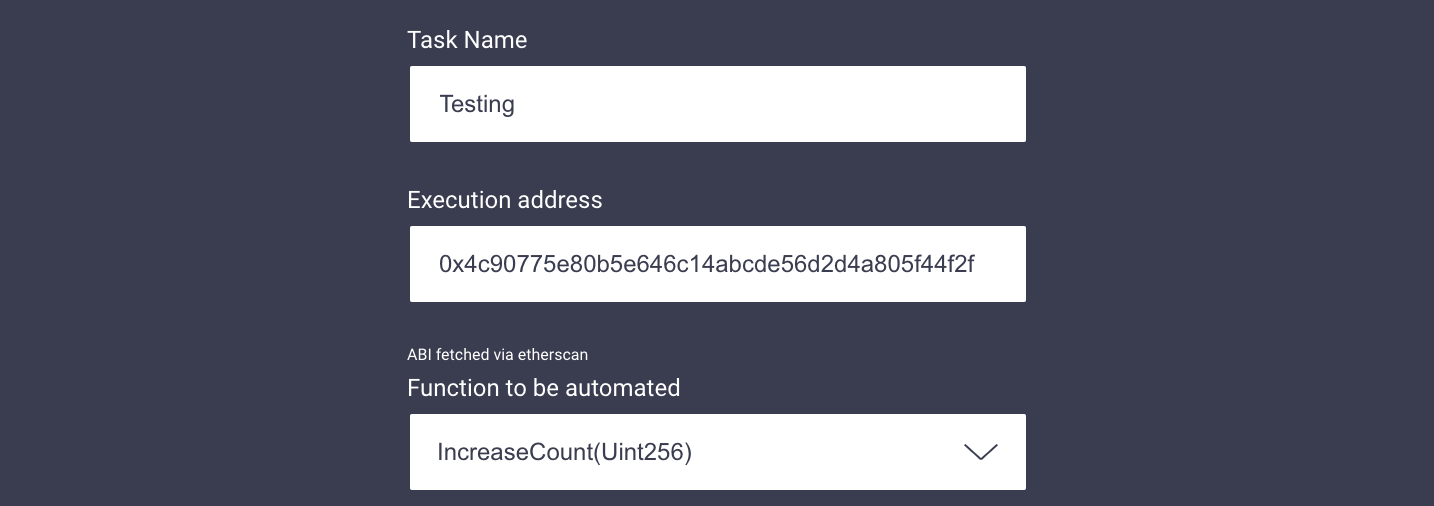 Task Name
Testing
Execution address
0x4c90775e80b5e646c14abcde56d2d4a805f44f2f
ABI fetched via etherscan
Function to be automated
IncreaseCount(Uint256)